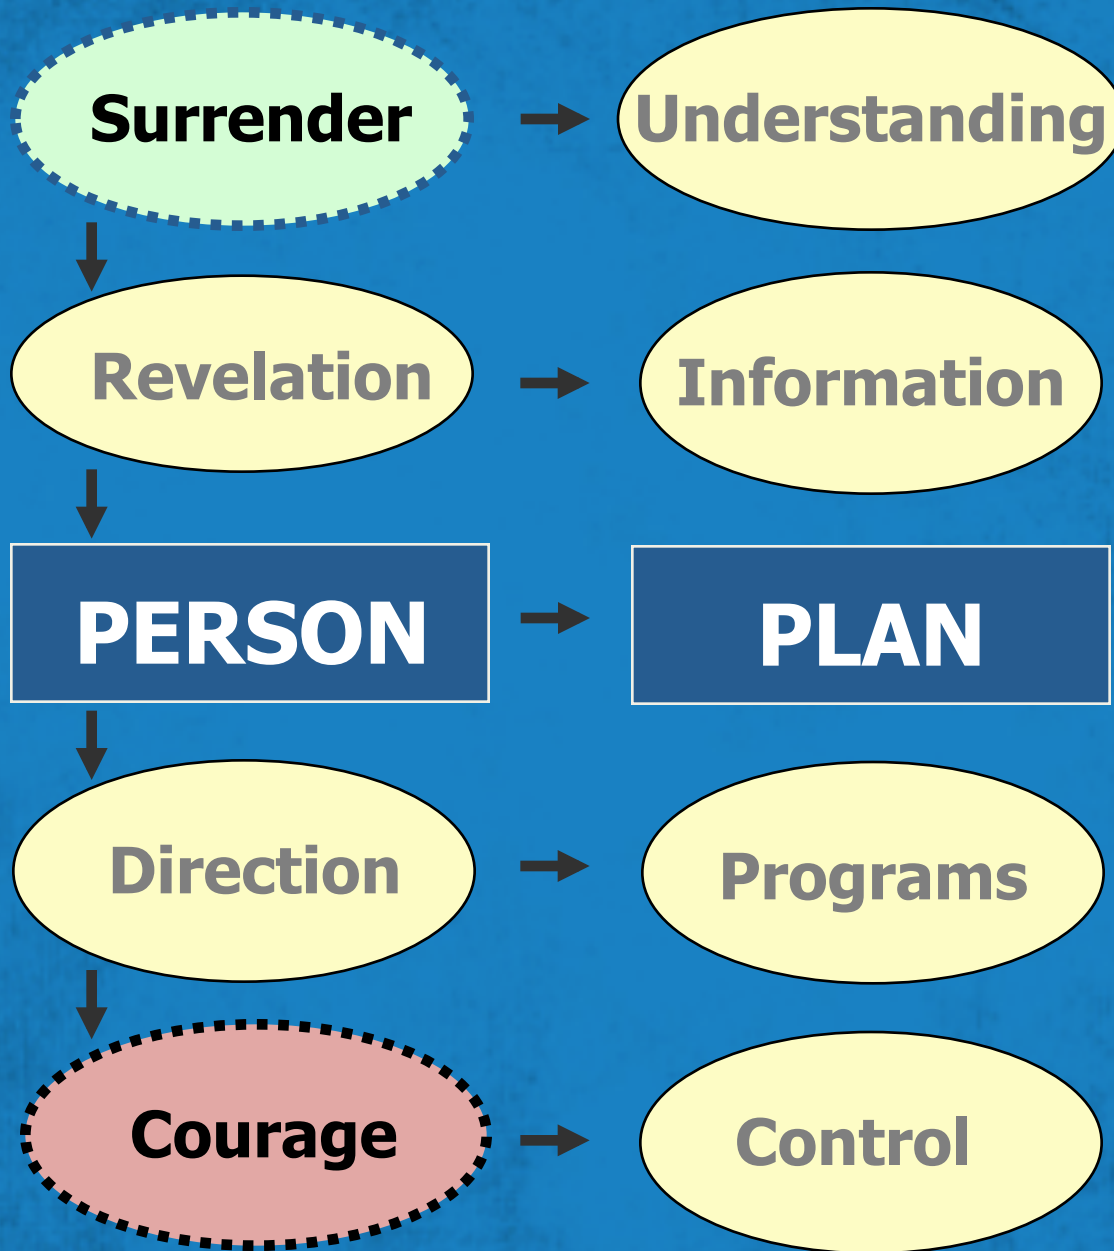 Surrender
Understanding
Revelation
Information
PERSON
PLAN
Direction
Programs
Courage
Control